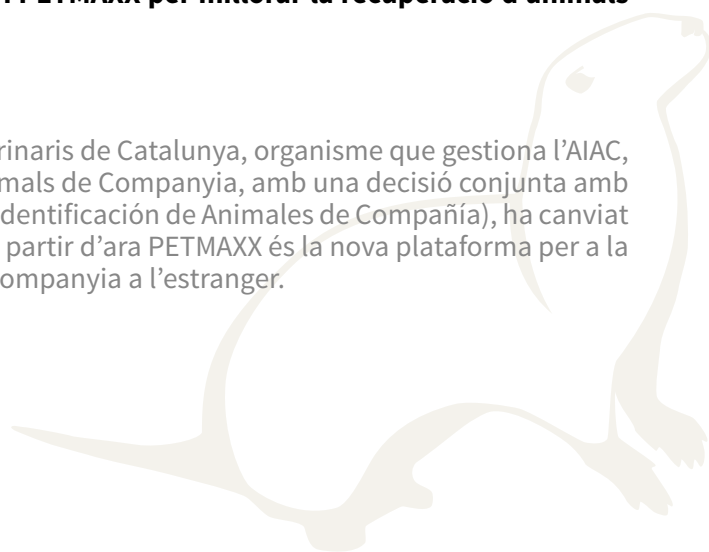 PETMAXX per millorar la recuperació d'animals
rinaris de Catalunya, organisme que gestiona l’AIAC,
mals de Companyia, amb una decisió conjunta amb
dentificación de Animales de Compañía), ha canviat
partir d’ara PETMAXX és la nova plataforma per a la
ompanyia a l’estranger.